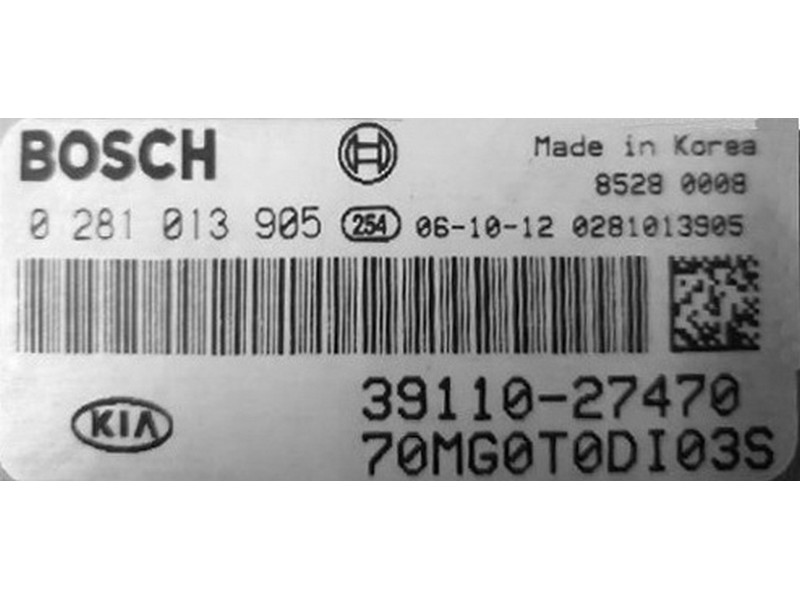 BOSCH
Made in Korea
8528 0008
0 281 013 905 254 06-10-12 0281013905
39110-27470
KIA
70MG0T0DI03S